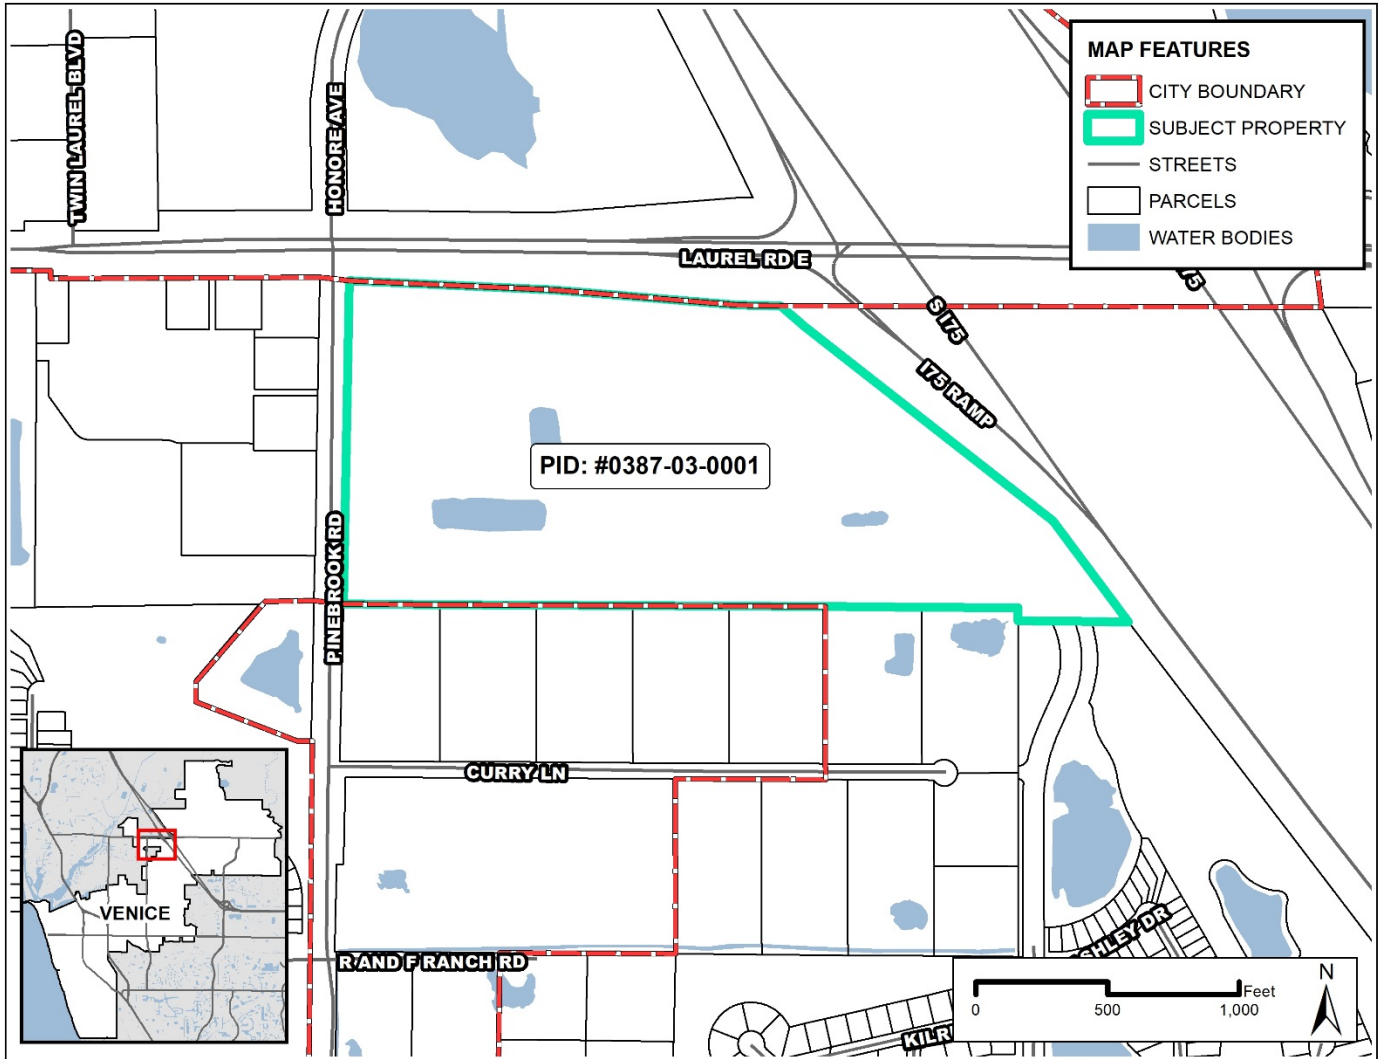 TWIN LAUREL BLVD
HONORE AVE
MAP FEATURES
CITY BOUNDARY
SUBJECT PROPERTY
STREETS
PARCELS
WATER BODIES
LAUREL RD E
S I75
I75 RAMP
PID: #0387-03-0001
PINEBROOK RD
CURRY LN
VENICE
R AND F RANCH RD
N
Feet
0 500 1,000